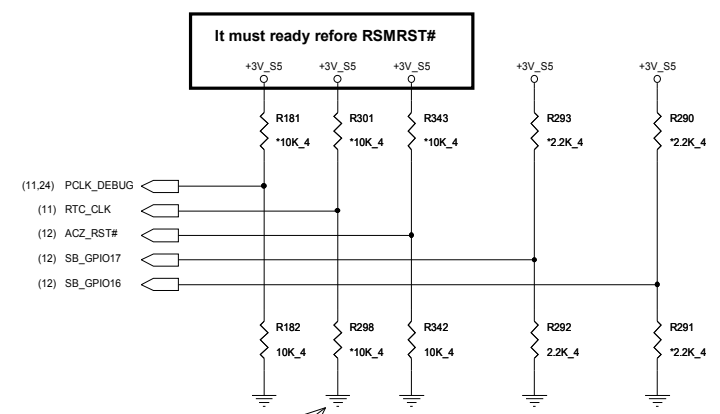 It must ready refore RSMRST#
+3V_S5 +3V_S5 +3V_S5 +3V_S5 +3V_S5
R181 R301 R343 R293 R290
*10K_4 *10K_4 *10K_4 *2.2K_4 *2.2K_4
(11,24) PCLK_DEBUG
(11) RTC_CLK
(12) ACZ_RST#
(12) SB_GPIO17
(12) SB_GPIO16
R182 R298 R342 R292 R291
10K_4 *10K_4 10K_4 2.2K_4 *2.2K_4